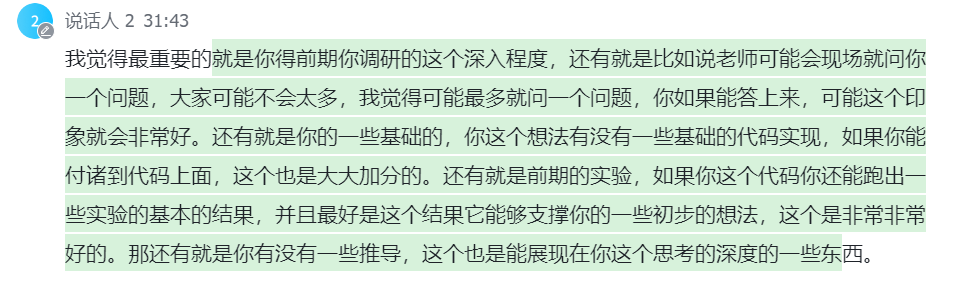 2 说话人 2 31:43
我觉得最重要的就是你得前期你调研的这个深入程度，还有就是比如说老师可能会现场就问你
一个问题，大家可能不会太多，我觉得可能最多就问一个问题，你如果能答上来，可能这个印
象就会非常好。还有就是你的一些基础的，你这个想法有没有一些基础的代码实现，如果你能
付诸到代码上面，这个也是大大加分的。还有就是前期的实验，如果你这个代码你还能跑出一
些实验的基本的结果，并且最好是这个结果它能够支撑你的一些初步的想法，这个是非常非常
好的。那还有就是你有没有一些推导，这个也是能展现在你这个思考的深度的一些东西。